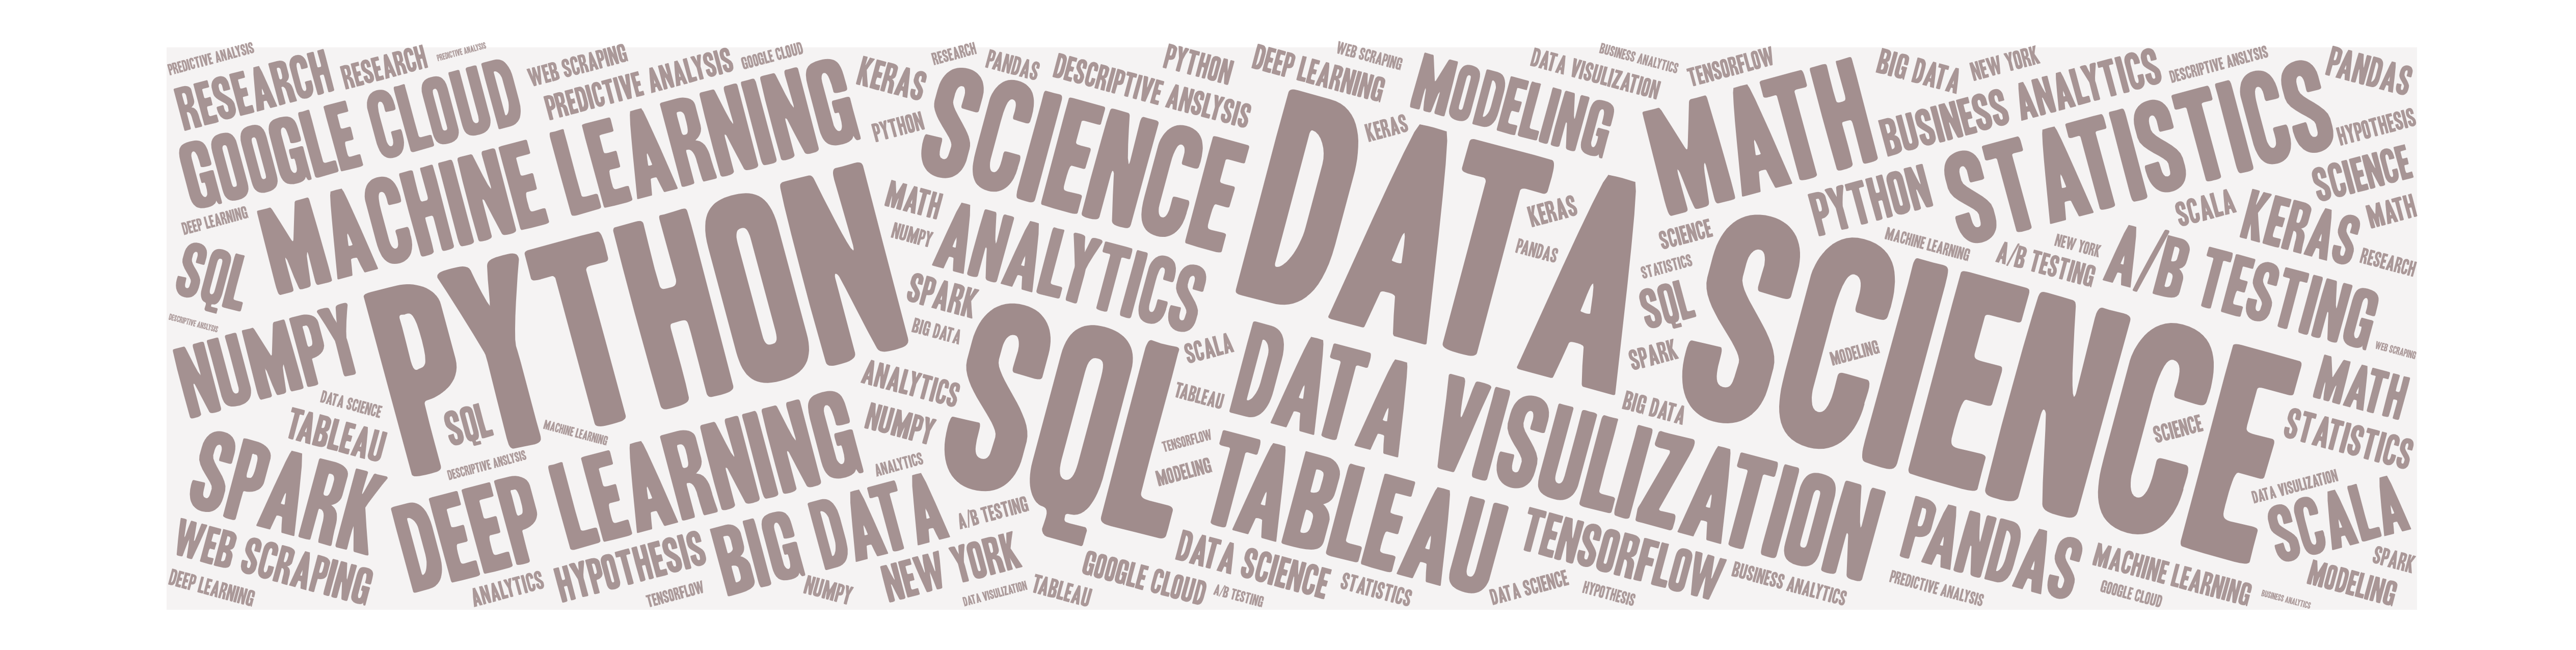 PREDICTIVE ANALYSIS
RESEARCH
RESEARCH
PREDICTIVE ANALYSIS
GOOGLE CLOUD
WEB SCRAPING
PREDICTIVE ANALYSIS
GOOGLE CLOUD
MACHINE LEARNING
DEEP LEARNING
SQL
DESCRIPTIVE ANSLYSIS
NUMPY
PYTHON
DATA SCIENCE
TABLEAU
SQL
MACHINE LEARNING
DESCRIPTIVE ANSLYSIS
SPARK
WEB SCRAPING
DEEP LEARNING
DEEP LEARNING
ANALYTICS
HYPOTHESIS
TENSORFLOW
BIG DATA
NUMPY
KERAS
RESEARCH
PANDAS
PYTHON
DESCRIPTIVE ANSLYSIS
PYTHON
SCIENCE
MATH
NUMPY
ANALYTICS
SPARK
BIG DATA
ANALYTICS
NUMPY
ANALYTICS
SQL
A/B TESTING
NEW YORK
DATA VISULIZATION
TABLEAU
DEEP LEARNING
WEB SCRAPING
KERAS
MODELING
DATA
KERAS
PANDAS
SCALA
TABLEAU
DATA VISULIZATION
TENSORFLOW
MODELING
TABLEAU
GOOGLE CLOUD
DATA SCIENCE
A/B TESTING
STATISTICS
DATA SCIENCE
HYPOTHESIS
TENSORFLOW
BUSINESS ANALYTICS
DATA VISULIZATION
BUSINESS ANALYTICS
TENSORFLOW
MATH
BIG DATA
NEW YORK
BUSINESS ANALYTICS
DESCRIPTIVE ANSLYSIS
PANDAS
PYTHON
STATISTICS
HYPOTHESIS
SCIENCE
SCIENCE
STATISTICS
SQL
SPARK
BIG DATA
SCIENCE
MODELING
MACHINE LEARNING
A/B TESTING
NEW YORK
A/B TESTING
SCALA
KERAS
MATH
RESEARCH
WEB SCRAPING
MATH
STATISTICS
SCIENCE
DATA VISULIZATION
SCALA
SPARK
MODELING
PANDAS
PREDICTIVE ANALYSIS
MACHINE LEARNING
GOOGLE CLOUD
BUSINESS ANALYTICS